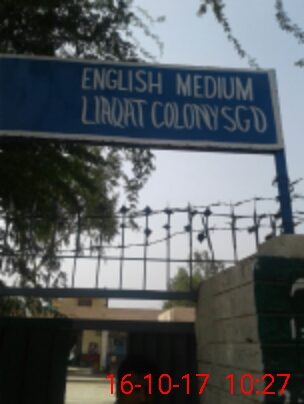 ENGLISH MEDIUM
LIAQAT COLONY SGD
16-10-17 10:27